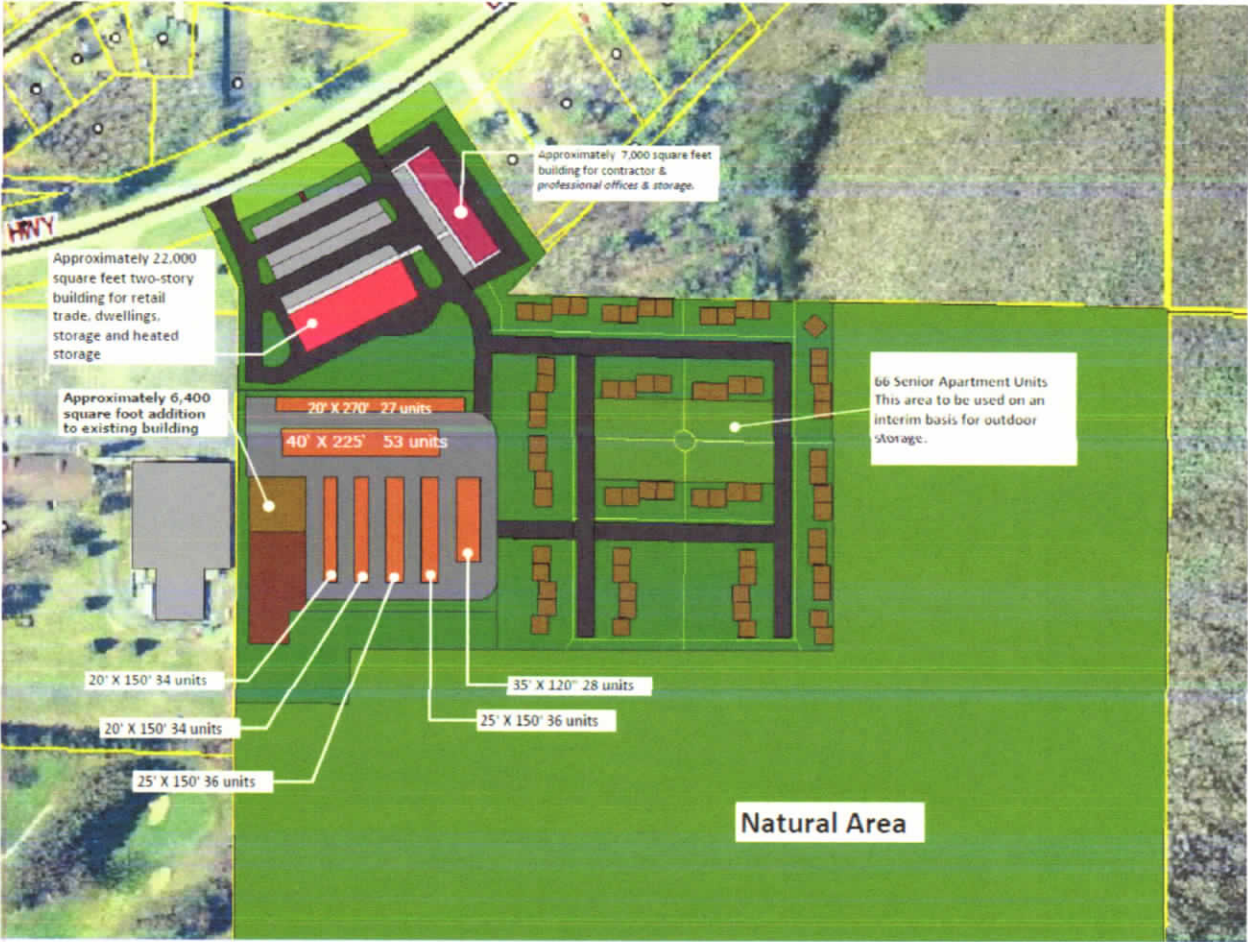 Approximately 7,000 square feet
building for contractor &
professional offices & storage.
HWY
Approximately 22,000
square feet two-story
building for retail
trade, dwellings,
storage and heated
storage
66 Senior Apartment Units
This area to be used on an
interim basis for outdoor
storage.
Approximately 6,400
square foot addition
to existing building
20' X 270' 27 units
40' X 225' 53 units
20' X 150' 34 units
35' X 120" 28 units
20' X 150' 34 units
25' X 150' 36 units
25' X 150' 36 units
Natural Area